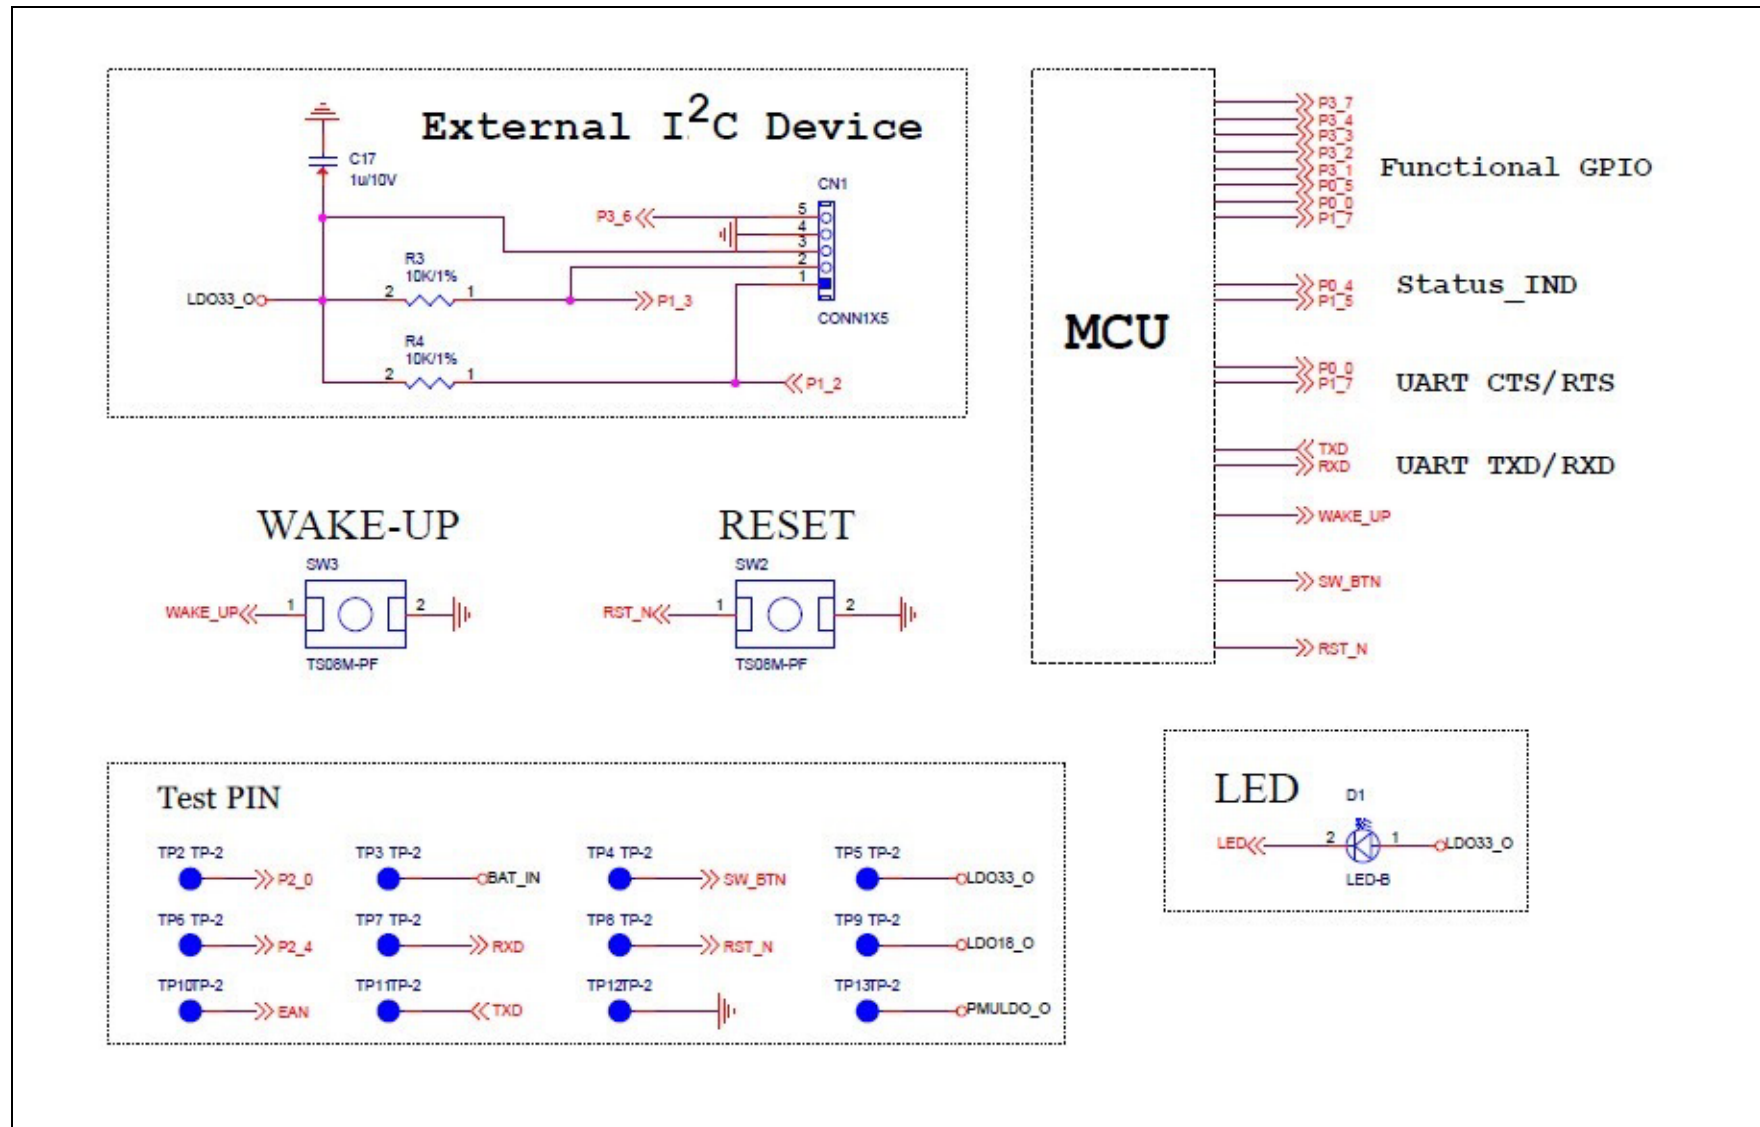 External I²C Device
C17
1u/10V
CN1
P3_6
5
4
3
2
1
R3
10K/1%
LDO33_O
2
1
P1_3
CONN1X5
R4
10K/1%
2
1
P1_2
MCU
P3_7
P3_4
P3_3
P3_2
P3_1
P0_5
P0_0
P1_7
Functional GPIO
P0_4
P1_5
Status_IND
P0_0
P1_7
UART CTS/RTS
TXD
RXD
UART TXD/RXD
WAKE_UP
SW_BTN
RST_N
WAKE-UP
SW3
WAKE_UP
1
2
TS08M-PF
RESET
SW2
RST_N
1
2
TS08M-PF
Test PIN
TP2 TP-2
P2_0
TP3 TP-2
BAT_IN
TP4 TP-2
SW_BTN
TP5 TP-2
LDO33_O
TP6 TP-2
P2_4
TP7 TP-2
RXD
TP8 TP-2
RST_N
TP9 TP-2
LDO18_O
TP10TP-2
EAN
TP11TP-2
TXD
TP12TP-2
TP13TP-2
PMULDO_O
LED
D1
LED
2
1
LDO33_O
LED-B